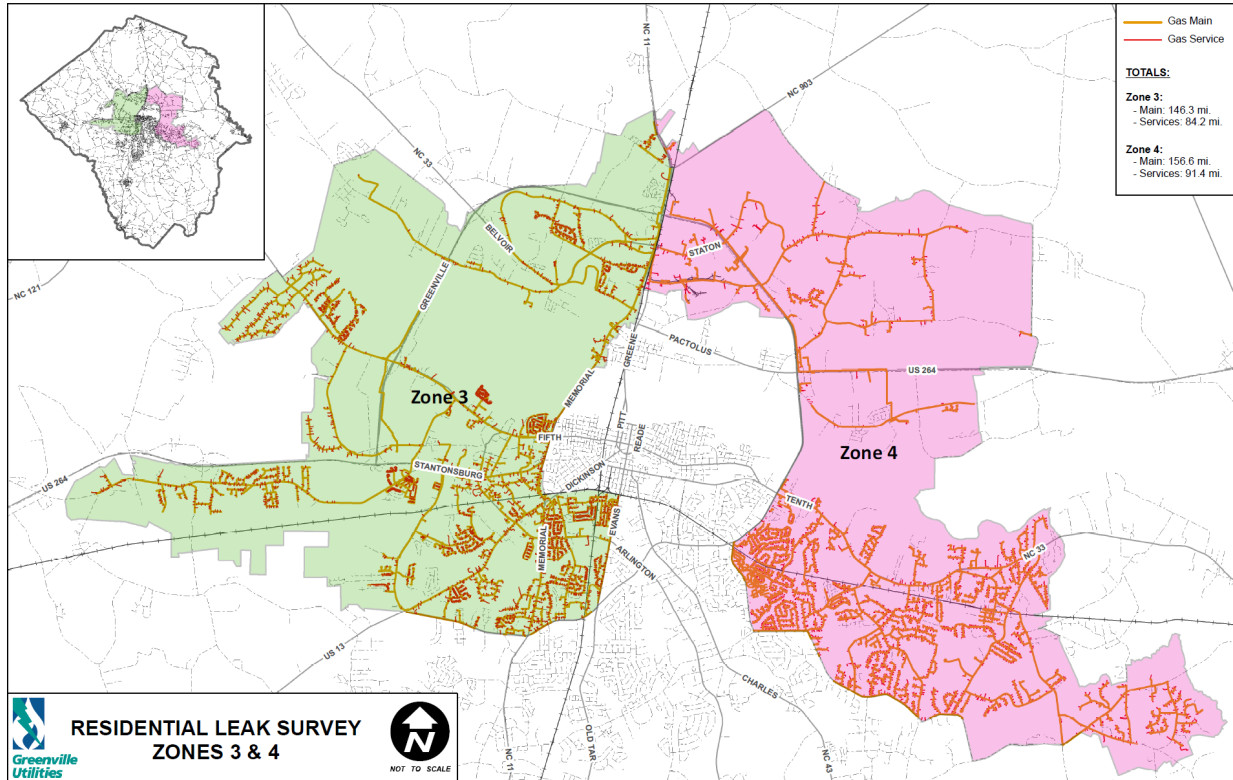 Gas Main
Gas Service
TOTALS:
Zone 3:
- Main: 146.3 mi.
- Services: 84.2 mi.
Zone 4:
- Main: 156.6 mi.
- Services: 91.4 mi.
NC 11
NC 903
NC 33
BELVOIR
STATON
GREENVILLE
NC 121
PACTOLUS
GREENE
MEMORIAL
US 264
Zone 3
PITT
READE
FIFTH
Zone 4
STANTONSBURG
DICKINSON
US 264
TENTH
EVANS
MEMORIAL
ARLINGTON
NC 33
US 13
CHARLES
OLD TAR
NC 11
NC 43
RESIDENTIAL LEAK SURVEY
ZONES 3 & 4
N
NOT TO SCALE
Greenville
Utilities